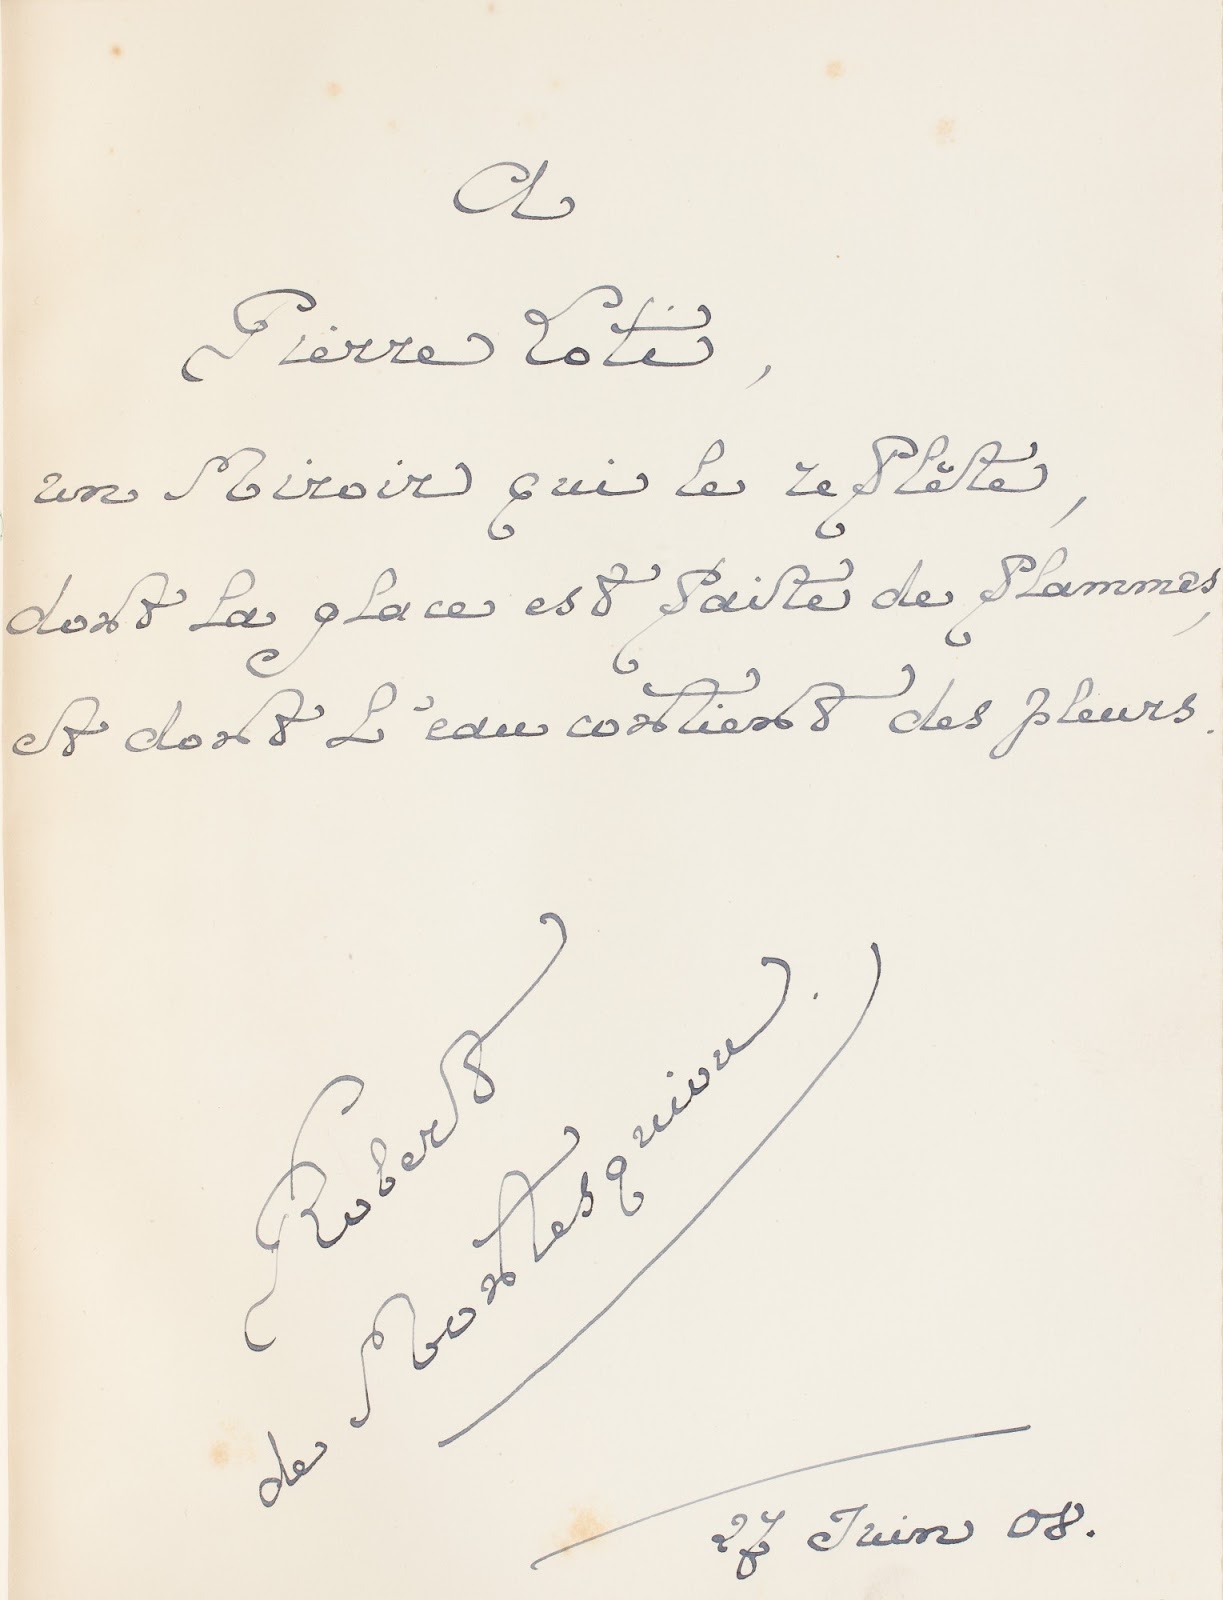 A
Pierre Loti,
un Miroir qui le reflète,
dont la glace est faite de flammes,
et dont l'eau contient des pleurs.
Robert
de Montesquiou.
27 Juin 08.